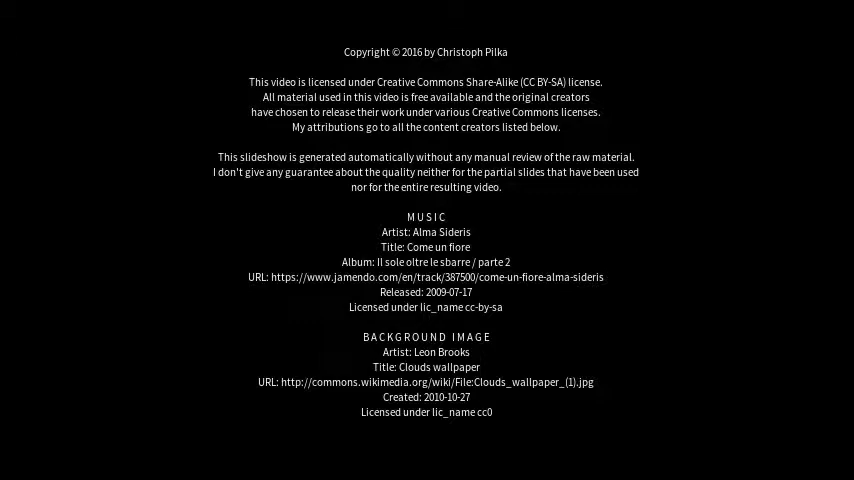 Copyright © 2016 by Christoph Pilka
This video is licensed under Creative Commons Share-Alike (CC BY-SA) license.
All material used in this video is free available and the original creators
have chosen to release their work under various Creative Commons licenses.
My attributions go to all the content creators listed below.
This slideshow is generated automatically without any manual review of the raw material.
I don't give any guarantee about the quality neither for the partial slides that have been used
nor for the entire resulting video.
MUSIC
Artist: Alma Sideris
Title: Come un fiore
Album: Il sole oltre le sbarre / parte 2
URL: https://www.jamendo.com/en/track/387500/come-un-fiore-alma-sideris
Released: 2009-07-17
Licensed under lic_name cc-by-sa
BACKGROUND IMAGE
Artist: Leon Brooks
Title: Clouds wallpaper
URL: http://commons.wikimedia.org/wiki/File:Clouds_wallpaper_(1).jpg
Created: 2010-10-27
Licensed under lic_name cc0